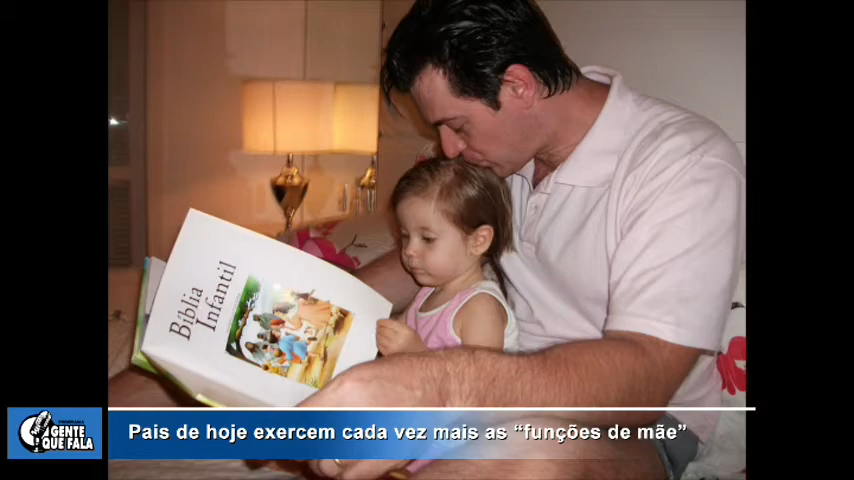 Bíblia
Infantil
GENTE
QUE FALA
Pais de hoje exercem cada vez mais as “funções de mãe”